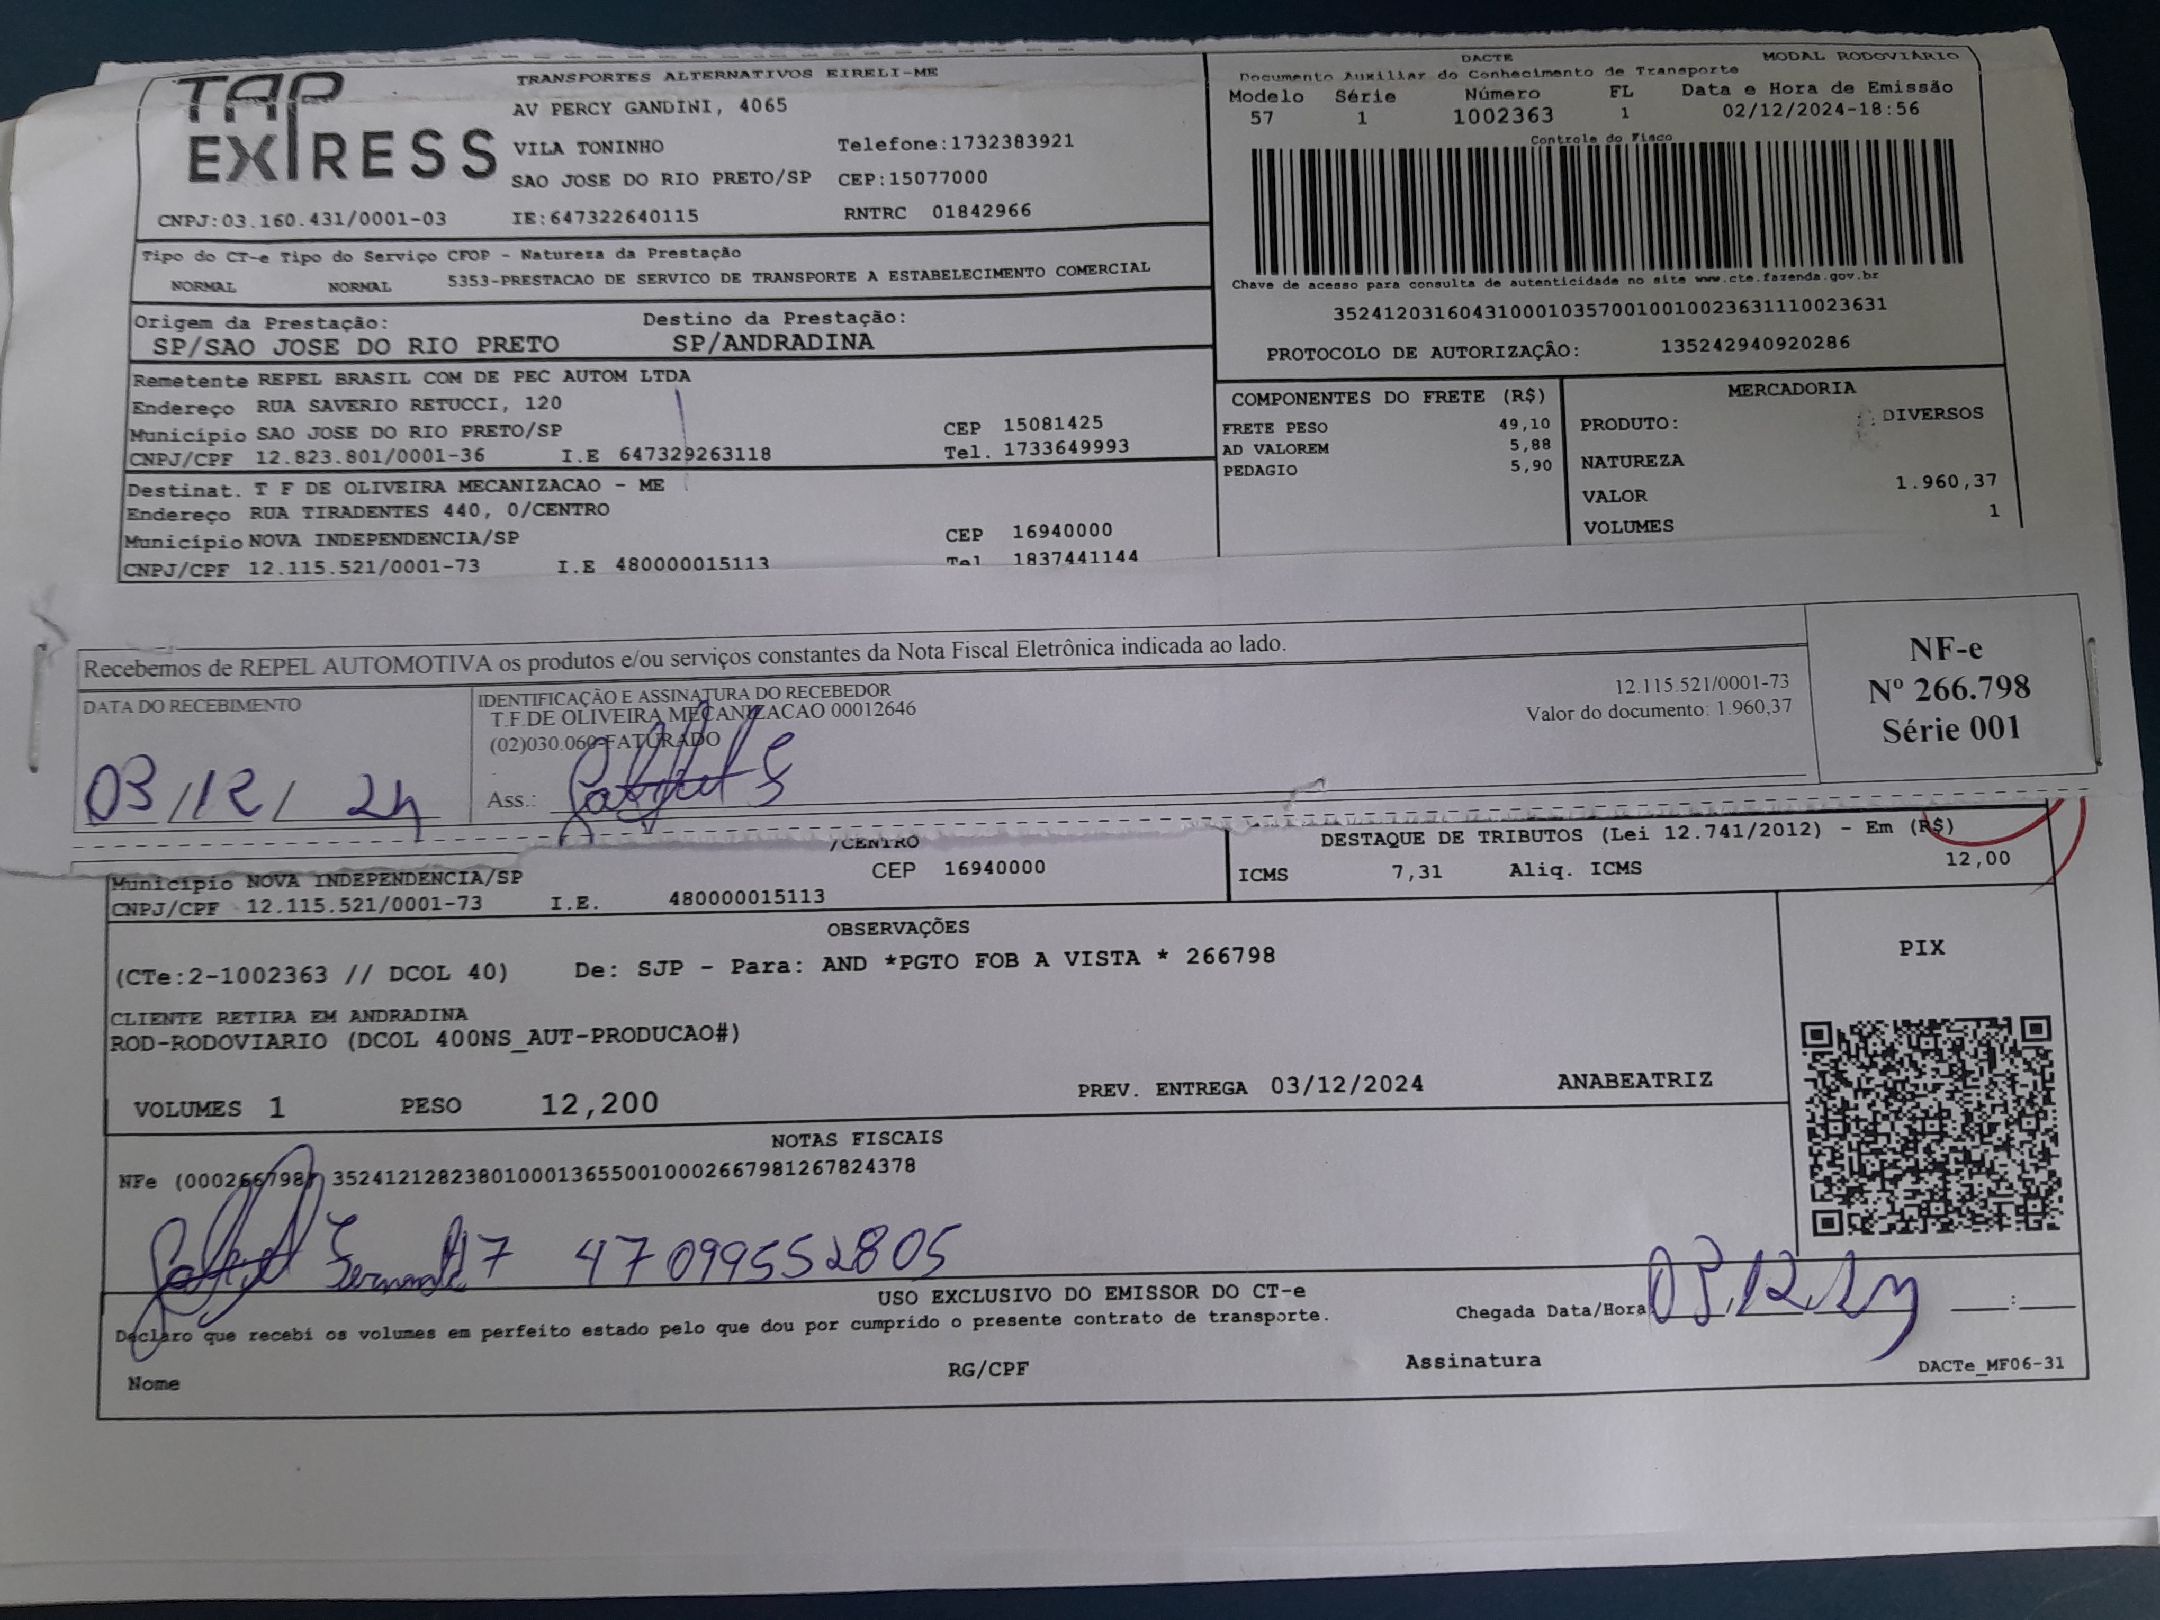 TAP EXPRESS
TRANSPORTES ALTERNATIVOS EIRELI-ME
AV PERCY GANDINI, 4065
VILA TONINHO Telefone:1732383921
SAO JOSE DO RIO PRETO/SP CEP:15077000
CNPJ:03.160.431/0001-03 IE:647322640115 RNTRC 01842966
DACTE MODAL RODOVIÁRIO
Documento Auxiliar do Conhecimento de Transporte
Modelo Série Número FL Data e Hora de Emissão
57 1 1002363 1 02/12/2024-18:56
Controle do Fisco
Chave de acesso para consulta de autenticidade no site www.cte.fazenda.gov.br
35241203160431000103570010010023631110023631
PROTOCOLO DE AUTORIZAÇÃO: 135242940920286
Tipo do CT-e Tipo do Serviço CFOP - Natureza da Prestação
NORMAL NORMAL 5353-PRESTACAO DE SERVICO DE TRANSPORTE A ESTABELECIMENTO COMERCIAL
Origem da Prestação: Destino da Prestação:
SP/SAO JOSE DO RIO PRETO SP/ANDRADINA
Remetente REPEL BRASIL COM DE PEC AUTOM LTDA
Endereço RUA SAVERIO RETUCCI, 120
Município SAO JOSE DO RIO PRETO/SP CEP 15081425
CNPJ/CPF 12.823.801/0001-36 I.E 647329263118 Tel. 1733649993
Destinat. T F DE OLIVEIRA MECANIZACAO - ME
Endereço RUA TIRADENTES 440, 0/CENTRO
Município NOVA INDEPENDENCIA/SP CEP 16940000
CNPJ/CPF 12.115.521/0001-73 I.E 480000015113 Tel 1837441144
COMPONENTES DO FRETE (R$)
FRETE PESO 49,10
AD VALOREM 5,88
PEDAGIO 5,90
MERCADORIA
PRODUTO: DIVERSOS
NATUREZA
VALOR 1.960,37
VOLUMES 1
Recebemos de REPEL AUTOMOTIVA os produtos e/ou serviços constantes da Nota Fiscal Eletrônica indicada ao lado.
DATA DO RECEBIMENTO
03/12/24
IDENTIFICAÇÃO E ASSINATURA DO RECEBEDOR
T.F.DE OLIVEIRA MECANIZACAO 00012646
(02)030.060-FATURADO
Ass.:
12.115.521/0001-73
Valor do documento: 1.960,37
NF-e
Nº 266.798
Série 001
/CENTRO
Município NOVA INDEPENDENCIA/SP CEP 16940000
CNPJ/CPF 12.115.521/0001-73 I.E. 480000015113
DESTAQUE DE TRIBUTOS (Lei 12.741/2012) - Em (R$)
ICMS 7,31 Aliq. ICMS 12,00
OBSERVAÇÕES
(CTe:2-1002363 // DCOL 40) De: SJP - Para: AND *PGTO FOB A VISTA * 266798
CLIENTE RETIRA EM ANDRADINA
ROD-RODOVIARIO (DCOL 400NS_AUT-PRODUCAO#)
VOLUMES 1 PESO 12,200 PREV. ENTREGA 03/12/2024 ANABEATRIZ
PIX
NOTAS FISCAIS
NFe (000266798) 35241212823801000136550010002667981267824378
47099552805
USO EXCLUSIVO DO EMISSOR DO CT-e
Declaro que recebi os volumes em perfeito estado pelo que dou por cumprido o presente contrato de transporte.
Chegada Data/Hora 03/12/24 __:__
Nome RG/CPF Assinatura
DACTe_MF06-31